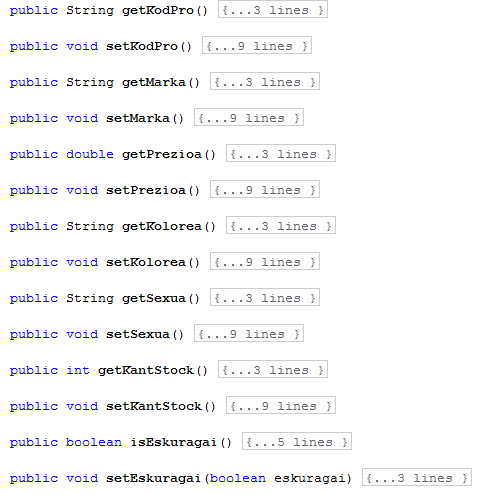 public String getKodPro() {...3 lines }
public void setKodPro() {...9 lines }
public String getMarka() {...3 lines }
public void setMarka() {...9 lines }
public double getPrezioa() {...3 lines }
public void setPrezioa() {...9 lines }
public String getKolorea() {...3 lines }
public void setKolorea() {...9 lines }
public String getSexua() {...3 lines }
public void setSexua() {...9 lines }
public int getKantStock() {...3 lines }
public void setKantStock() {...9 lines }
public boolean isEskuragai() {...5 lines }
public void setEskuragai(boolean eskuragai) {...3 lines }